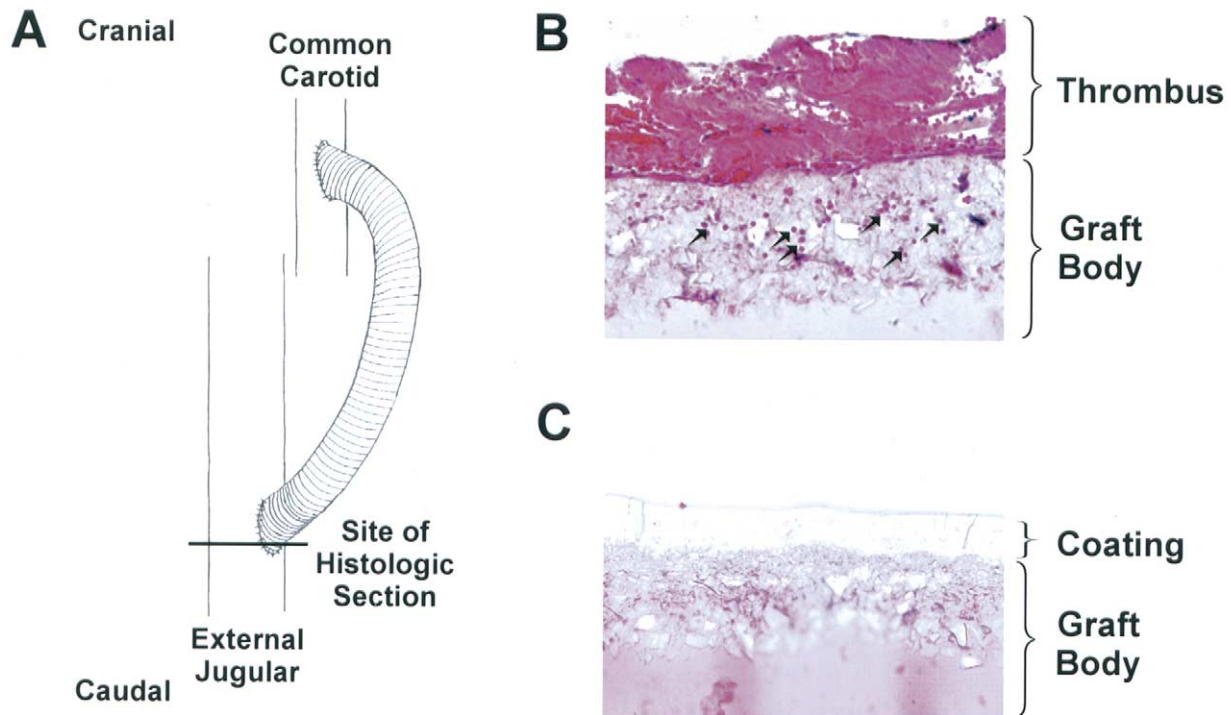 A
Cranial
Common
Carotid
Site of
Histologic
Section
External
Jugular
Caudal
B
Thrombus
Graft
Body
C
Coating
Graft
Body